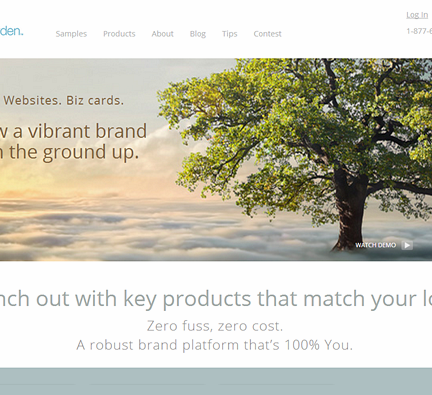 Log In
den.
Samples Products About Blog Tips Contest
1-877-6
Websites. Biz cards.
w a vibrant brand
n the ground up.
WATCH DEMO
nch out with key products that match your lo
Zero fuss, zero cost.
A robust brand platform that's 100% You.